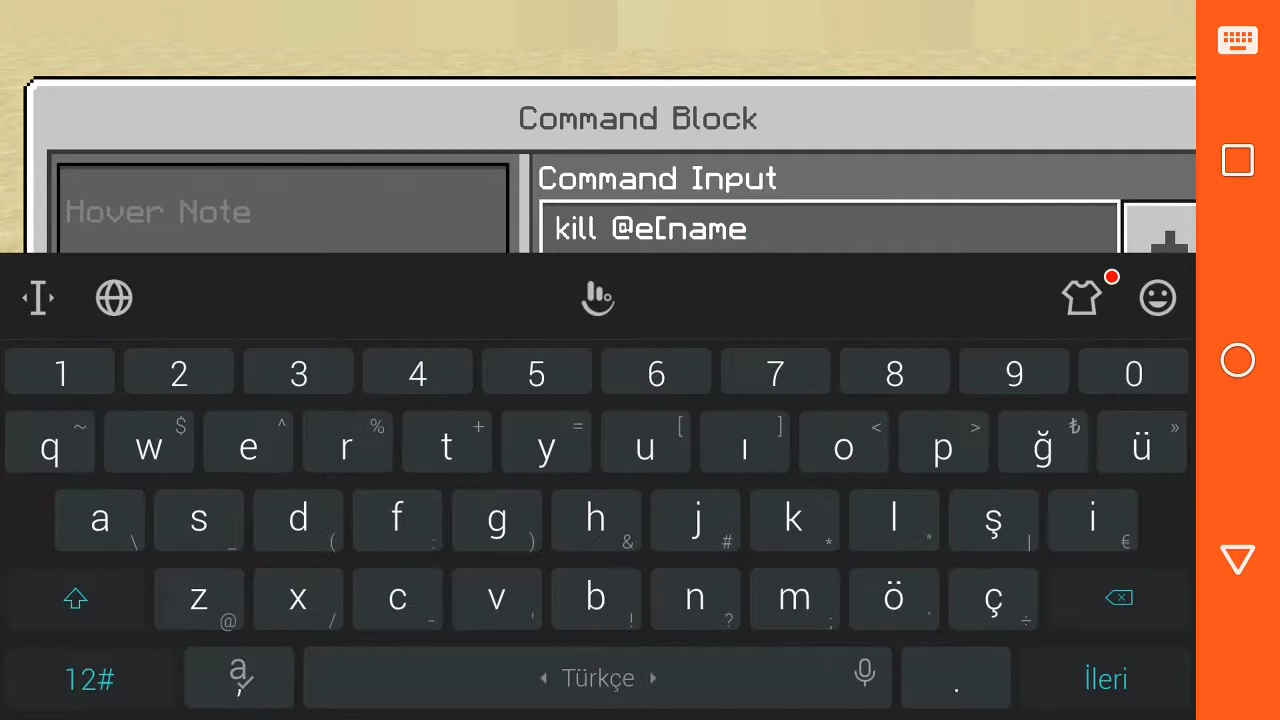 Command Block
Hover Note
Command Input
kill @e[name
1 2 3 4 5 6 7 8 9 0
q ~ w $ e ^ r % t + y = u [ ı ] o < p > ğ ₺ ü »
a \ s _ d ( f : g ) h & j # k * l " ş | i €
z @ x / c - v ' b ! n ? m ; ö ` ç ÷
12# a , Türkçe . İleri